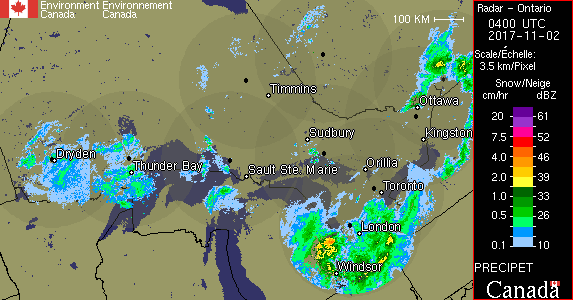 Environment Environnement
Canada Canada
100 KM
Timmins
Ottawa
Sudbury
Kingston
Dryden
Thunder Bay
Sault Ste. Marie
Orillia
Toronto
London
Windsor
Radar - Ontario
0400 UTC
2017-11-02
Scale/Échelle:
3.5 km/Pixel
Snow/Neige
cm/hr dBZ
20 61
7.5 52
4.0 46
2.0 39
1.0 33
0.5 26
0.1 10
PRECIPET
Canada